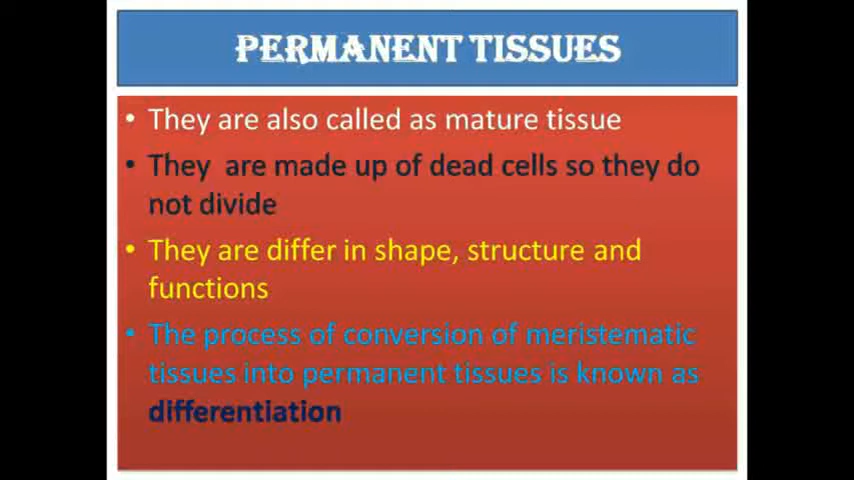 PERMANENT TISSUES
• They are also called as mature tissue
• They are made up of dead cells so they do
not divide
• They are differ in shape, structure and
functions
• The process of conversion of meristematic
tissues into permanent tissues is known as
differentiation